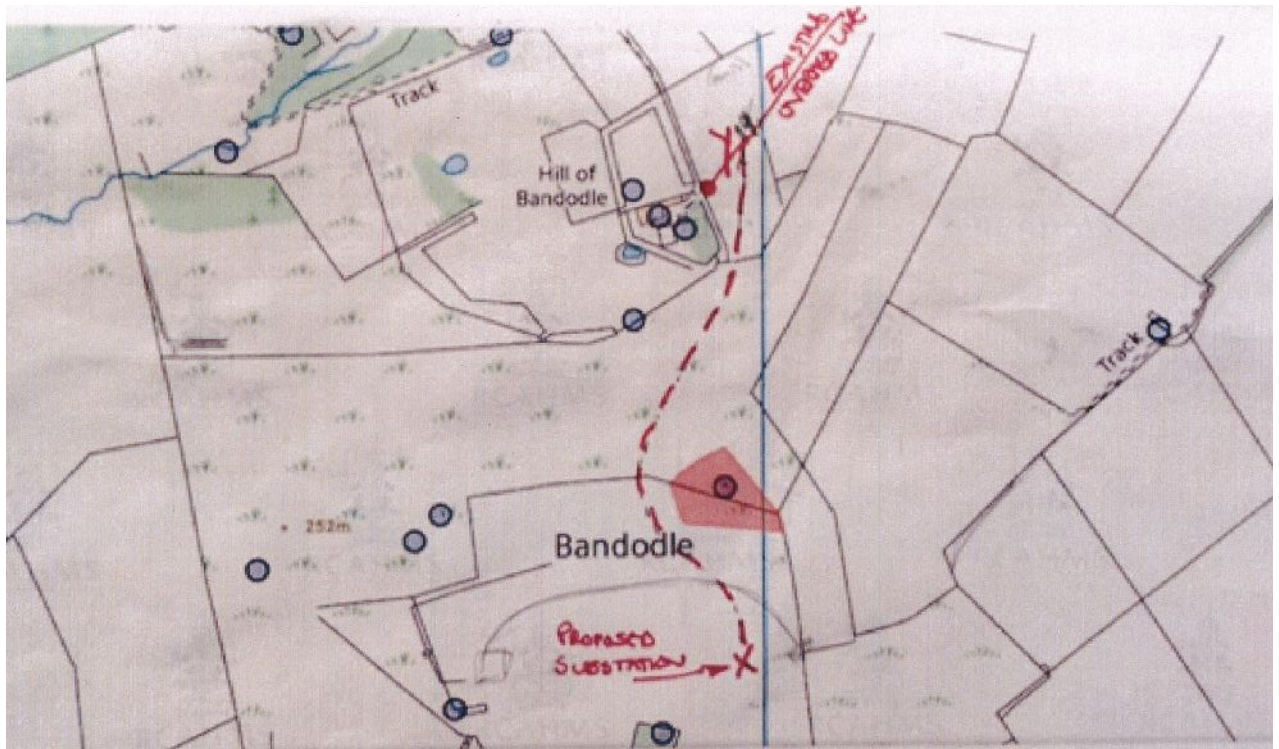 EXISTING
OVERHEAD LINE
Track
Hill of
Bandodle
Track
252m
Bandodle
PROPOSED
SUBSTATION